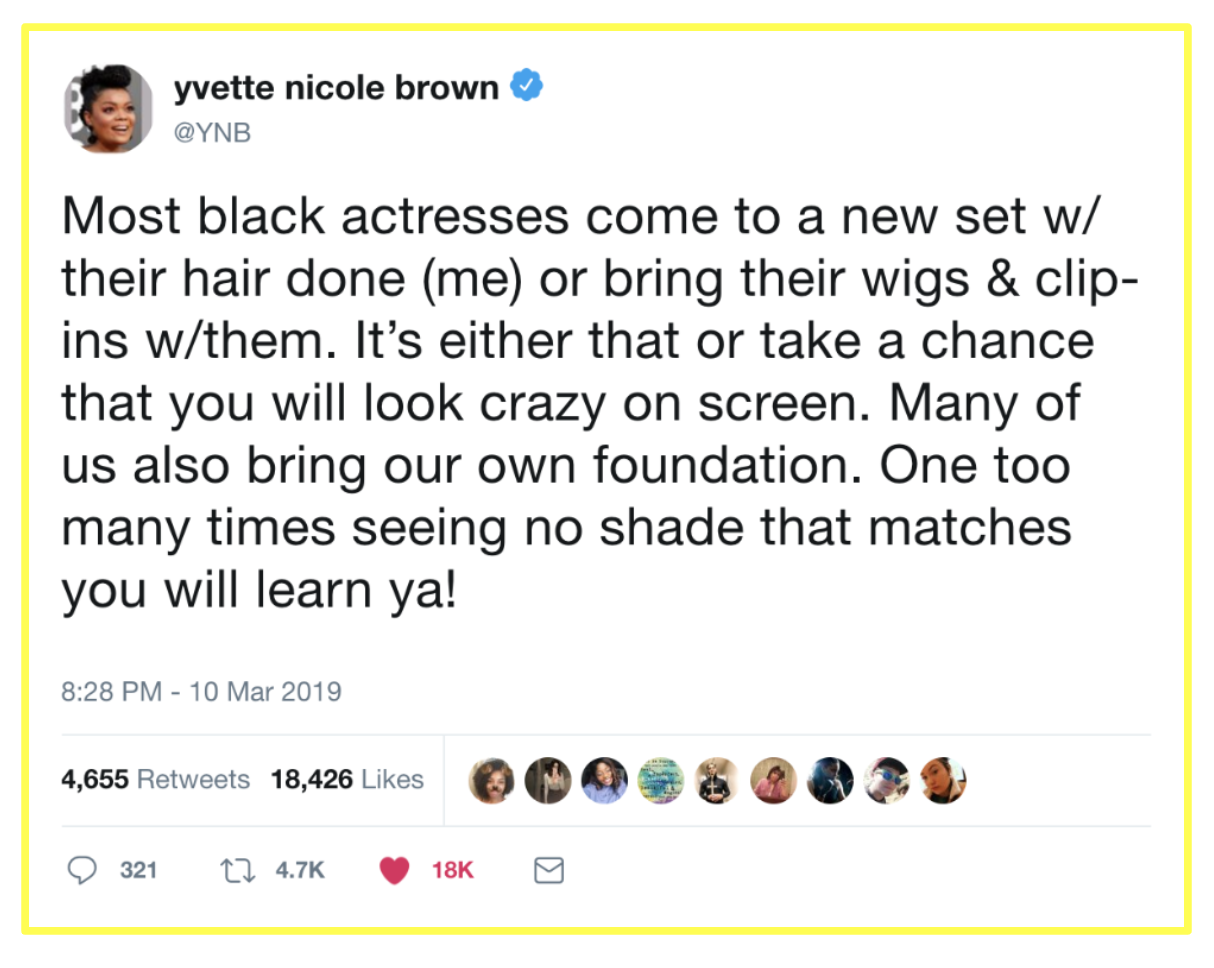 yvette nicole brown
@YNB
Most black actresses come to a new set w/
their hair done (me) or bring their wigs & clip-
ins w/them. It’s either that or take a chance
that you will look crazy on screen. Many of
us also bring our own foundation. One too
many times seeing no shade that matches
you will learn ya!
8:28 PM - 10 Mar 2019
4,655 Retweets 18,426 Likes
321 4.7K 18K